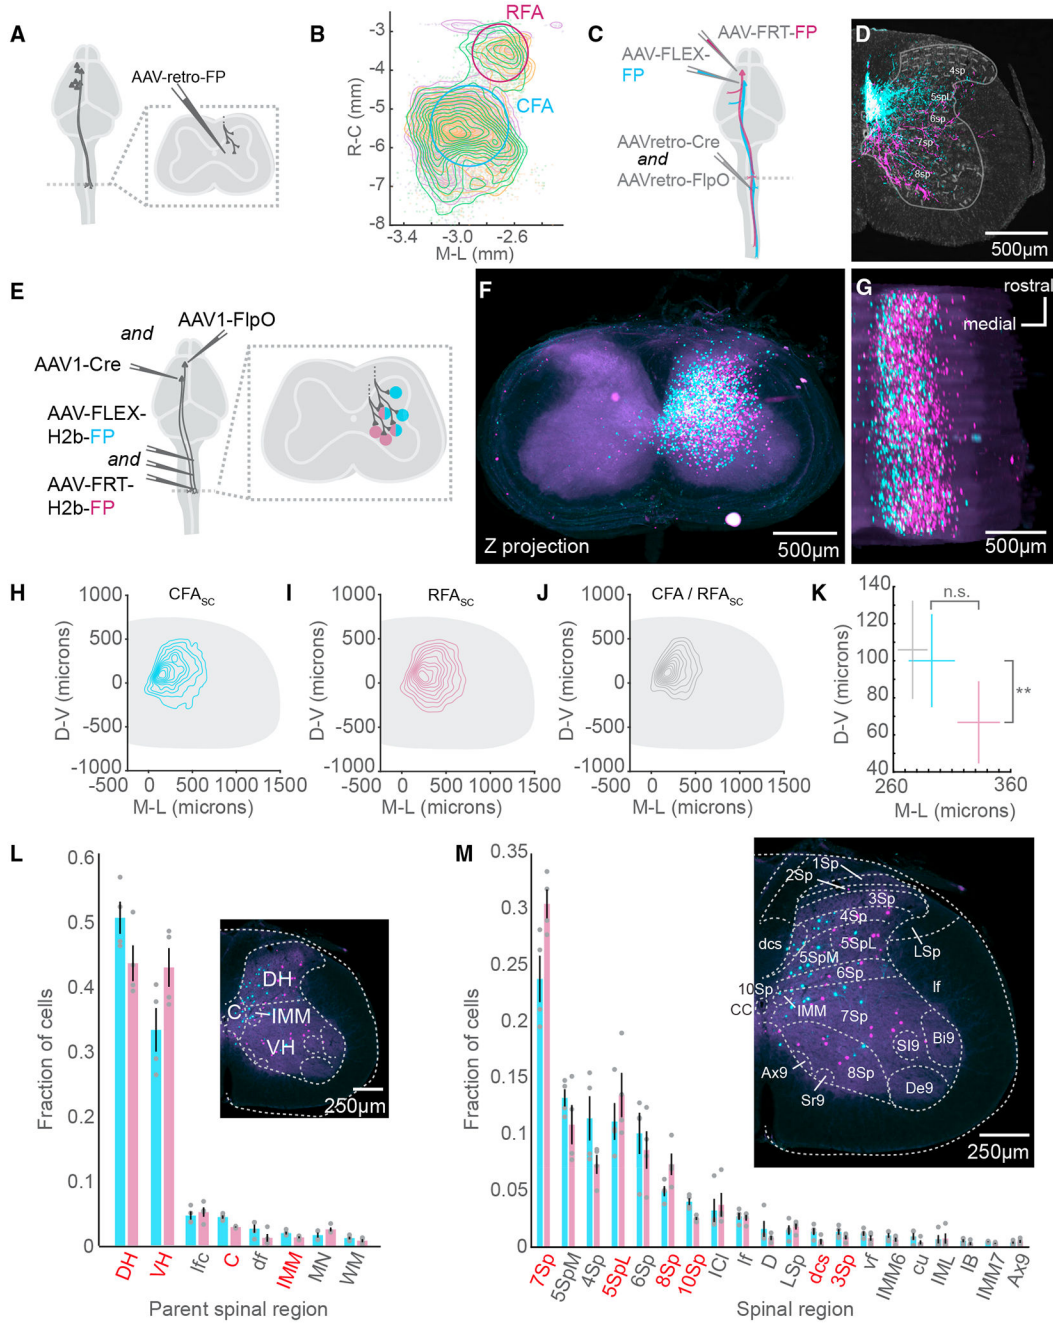 A
AAV-retro-FP
B
RFA
CFA
R-C (mm)
-3
-4
-5
-6
-7
-8
-3.4
-3.0
-2.6
M-L (mm)
C
AAV-FRT-FP
AAV-FLEX-
FP
AAVretro-Cre
and
AAVretro-FlpO
D
4sp
5spL
6sp
7sp
8sp
500µm
E
and
AAV1-FlpO
AAV1-Cre
AAV-FLEX-
H2b-FP
and
AAV-FRT-
H2b-FP
F
Z projection
500µm
G
rostral
medial
500µm
H
CFASC
D-V (microns)
1000
500
0
-500
-1000
-500 0 500 1000 1500
M-L (microns)
I
RFASC
1000
500
0
-500
-1000
-500 0 500 1000 1500
M-L (microns)
J
CFA / RFASC
1000
500
0
-500
-1000
-500 0 500 1000 1500
M-L (microns)
K
n.s.
**
D-V (microns)
140
120
100
80
60
40
260
360
M-L (microns)
L
Fraction of cells
0.6
0.5
0.4
0.3
0.2
0.1
0
DH
C
IMM
VH
250µm
DH VH lfc C df IMM MN WM
Parent spinal region
M
Fraction of cells
0.35
0.3
0.25
0.2
0.15
0.1
0.05
0
1Sp
2Sp
3Sp
4Sp
dcs
5SpL
LSp
5SpM
6Sp
10Sp
lf
CC
IMM
7Sp
Sl9
Bi9
Ax9
8Sp
De9
Sr9
250µm
7Sp 5SpM 4Sp 5SpL 6Sp 8Sp 10Sp ICl lf D LSp dcs 3Sp vf IMM6 cu IML IB IMM7 Ax9
Spinal region